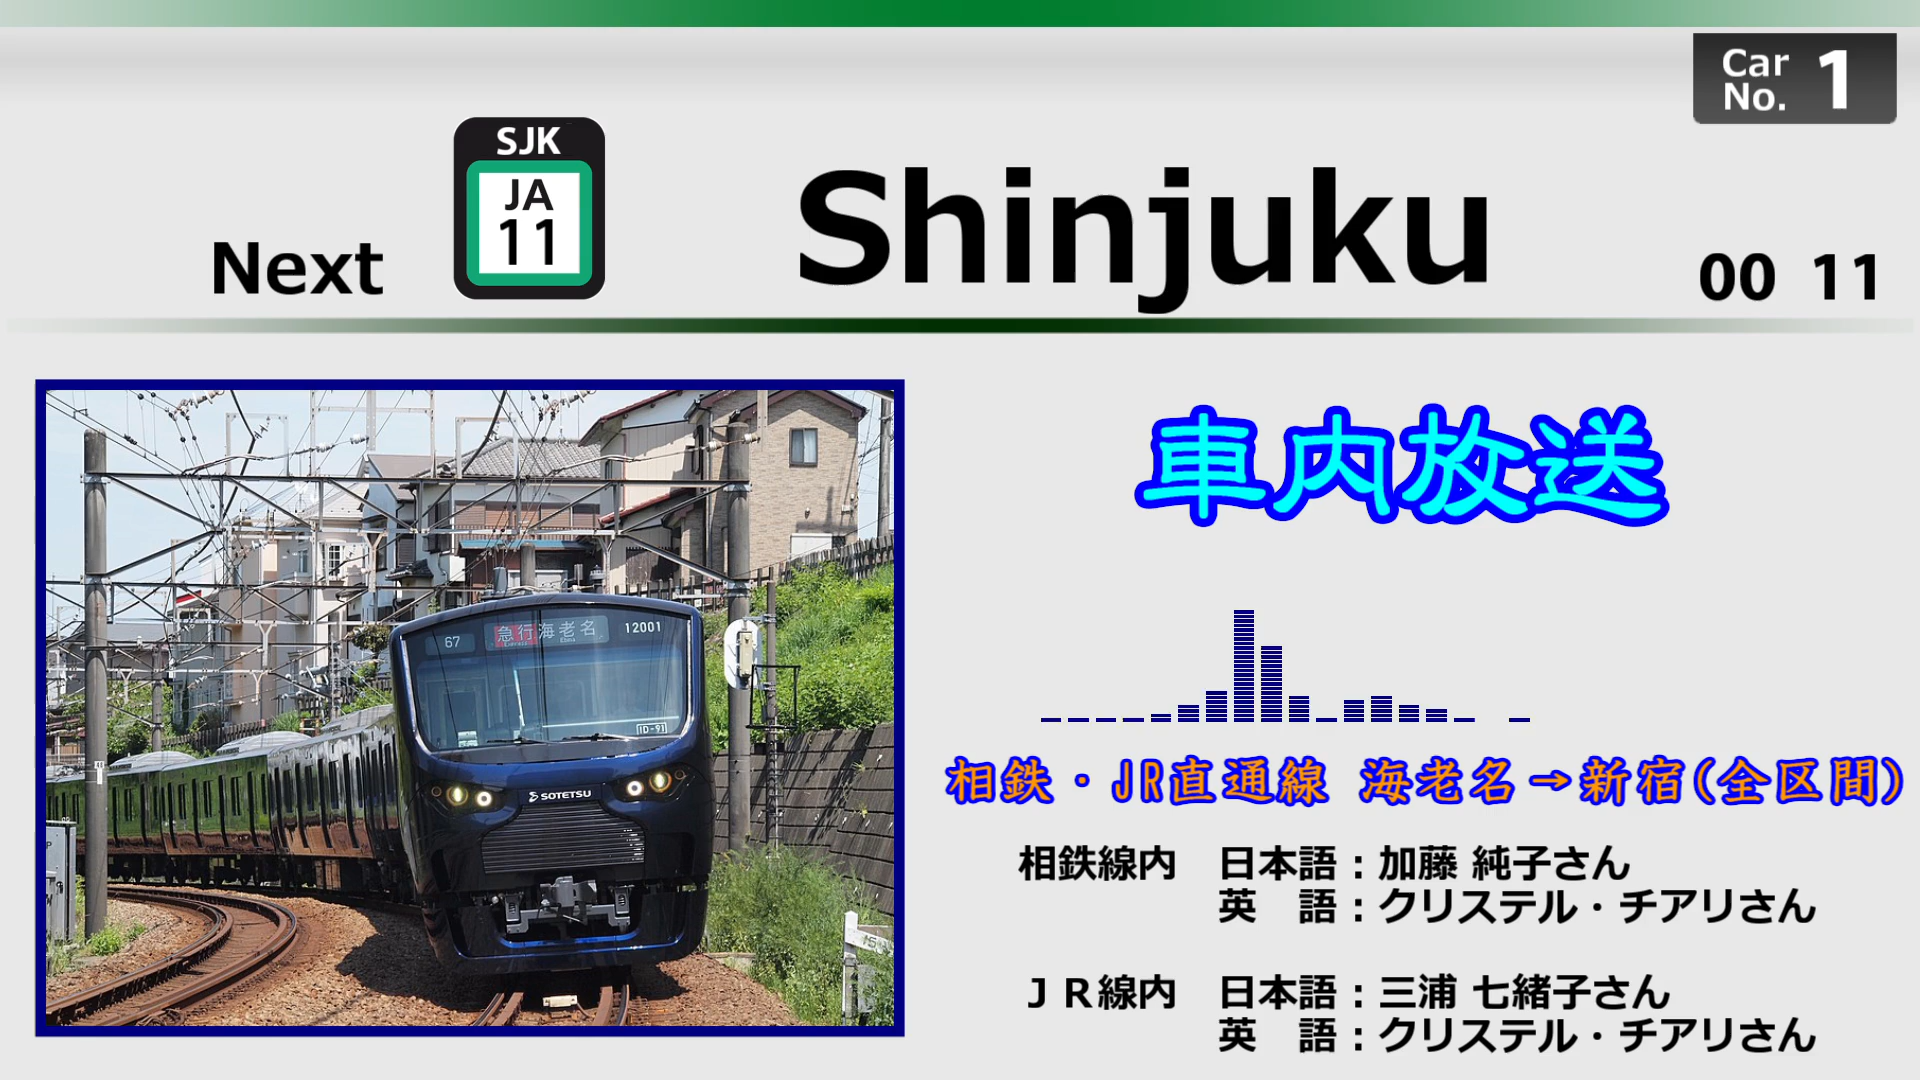 Car No. 1
SJK
JA
11
Next
Shinjuku
00 11
車内放送
67
急行 海老名
12001
ID-91
SOTETSU
相鉄・JR直通線 海老名→新宿(全区間)
相鉄線内 日本語：加藤 純子さん
英 語：クリステル・チアリさん
ＪＲ線内 日本語：三浦 七緒子さん
英 語：クリステル・チアリさん